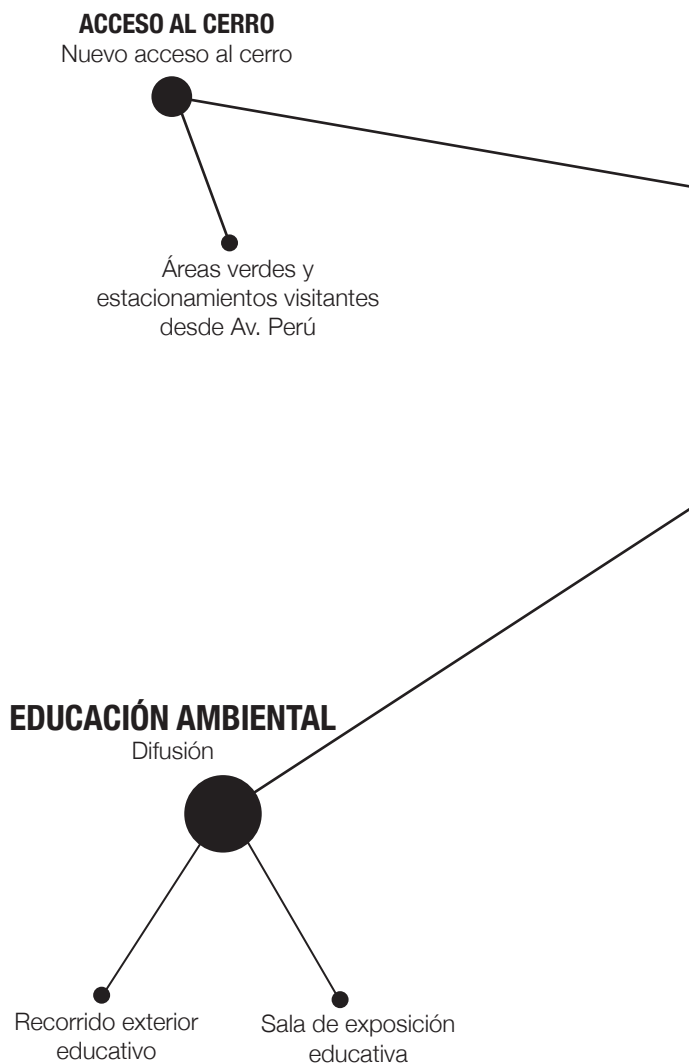 ACCESO AL CERRO
Nuevo acceso al cerro
Áreas verdes y
estacionamientos visitantes
desde Av. Perú
EDUCACIÓN AMBIENTAL
Difusión
Recorrido exterior
educativo
Sala de exposición
educativa